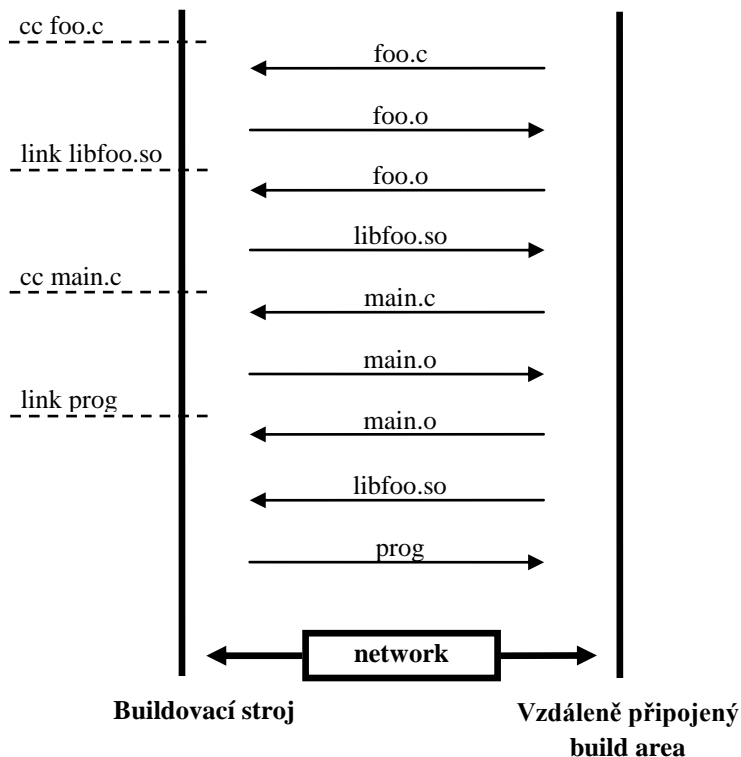 cc foo.c
foo.c
foo.o
link libfoo.so
foo.o
libfoo.so
cc main.c
main.c
main.o
link prog
main.o
libfoo.so
prog
network
Buildovací stroj
Vzdáleně připojený
build area